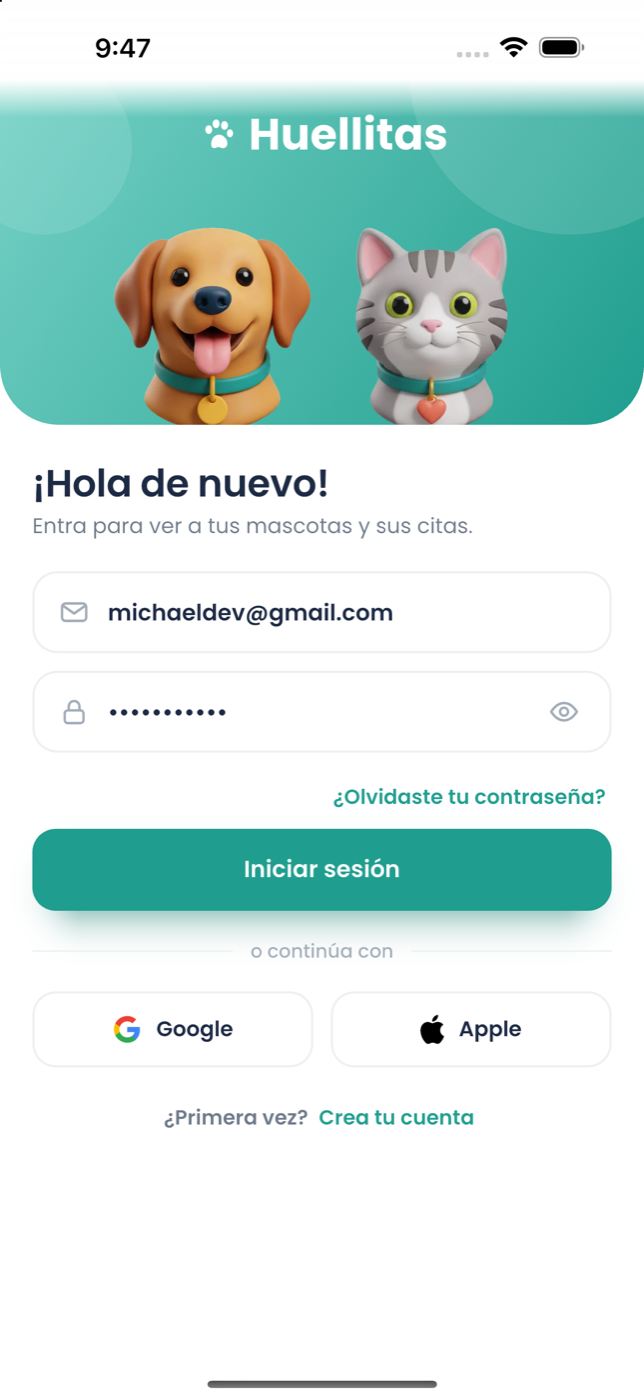 9:47
Huellitas
¡Hola de nuevo!
Entra para ver a tus mascotas y sus citas.
michaeldev@gmail.com
•••••••••••
¿Olvidaste tu contraseña?
Iniciar sesión
o continúa con
Google
Apple
¿Primera vez? Crea tu cuenta